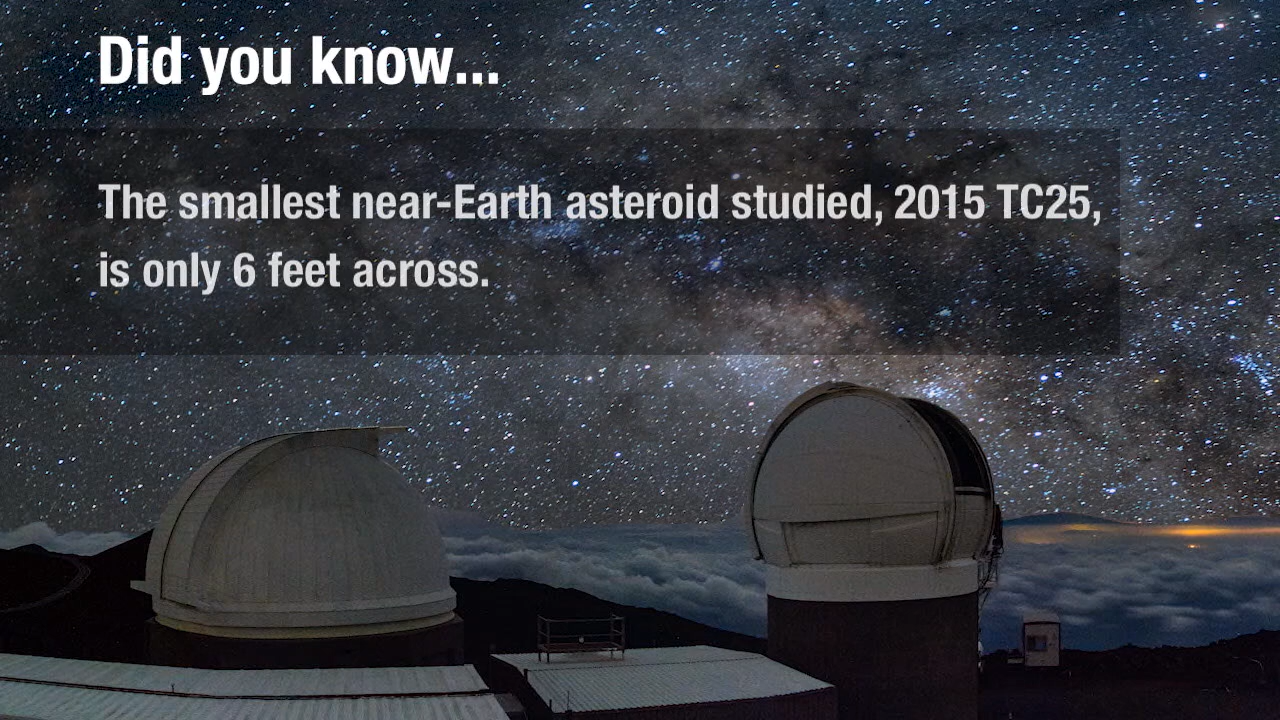 Did you know...
The smallest near-Earth asteroid studied, 2015 TC25,
is only 6 feet across.